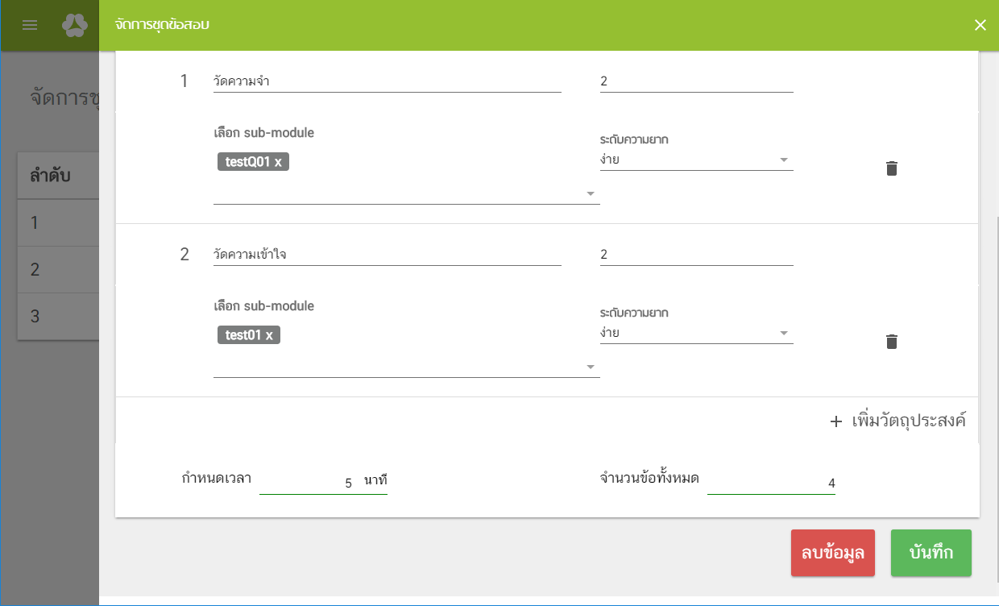 จัดการชุดข้อสอบ
จัดการชุ
ลำดับ
1
2
3
1 วัดความจำ 2
เลือก sub-module
ระดับความยาก
testQ01 x
ง่าย
2 วัดความเข้าใจ 2
เลือก sub-module
ระดับความยาก
test01 x
ง่าย
+ เพิ่มวัตถุประสงค์
กำหนดเวลา 5 นาที จำนวนข้อทั้งหมด 4
ลบข้อมูล บันทึก